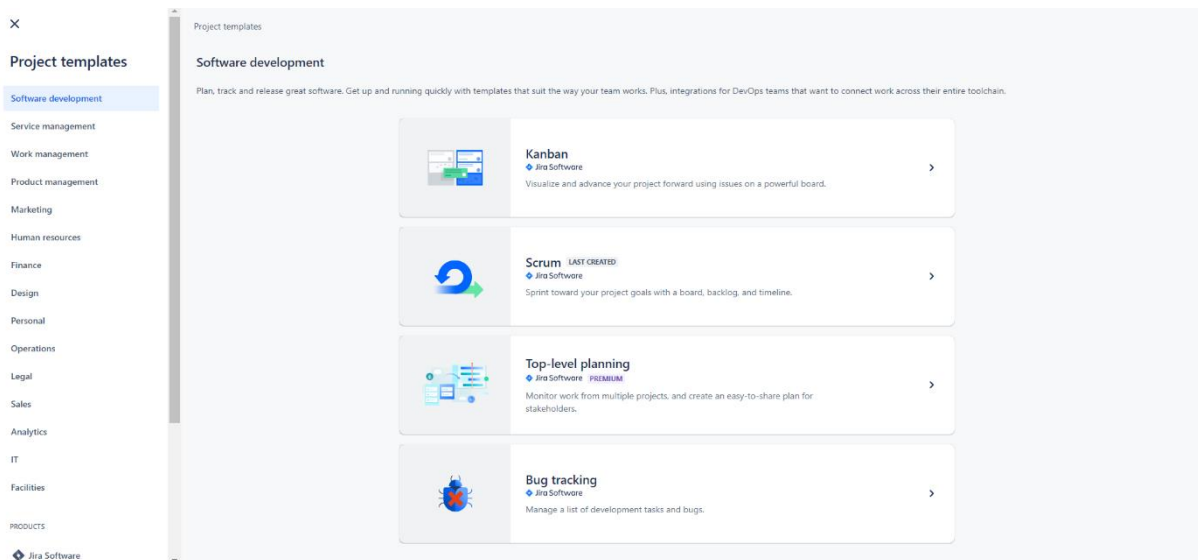 Project templates
Software development
Service management
Work management
Product management
Marketing
Human resources
Finance
Design
Personal
Operations
Legal
Sales
Analytics
IT
Facilities
PRODUCTS
Jira Software
Project templates
Software development
Plan, track and release great software. Get up and running quickly with templates that suit the way your team works. Plus, integrations for DevOps teams that want to connect work across their entire toolchain.
Kanban
Jira Software
Visualize and advance your project forward using issues on a powerful board.
Scrum LAST CREATED
Jira Software
Sprint toward your project goals with a board, backlog, and timeline.
Top-level planning
Jira Software PREMIUM
Monitor work from multiple projects, and create an easy-to-share plan for
stakeholders.
Bug tracking
Jira Software
Manage a list of development tasks and bugs.